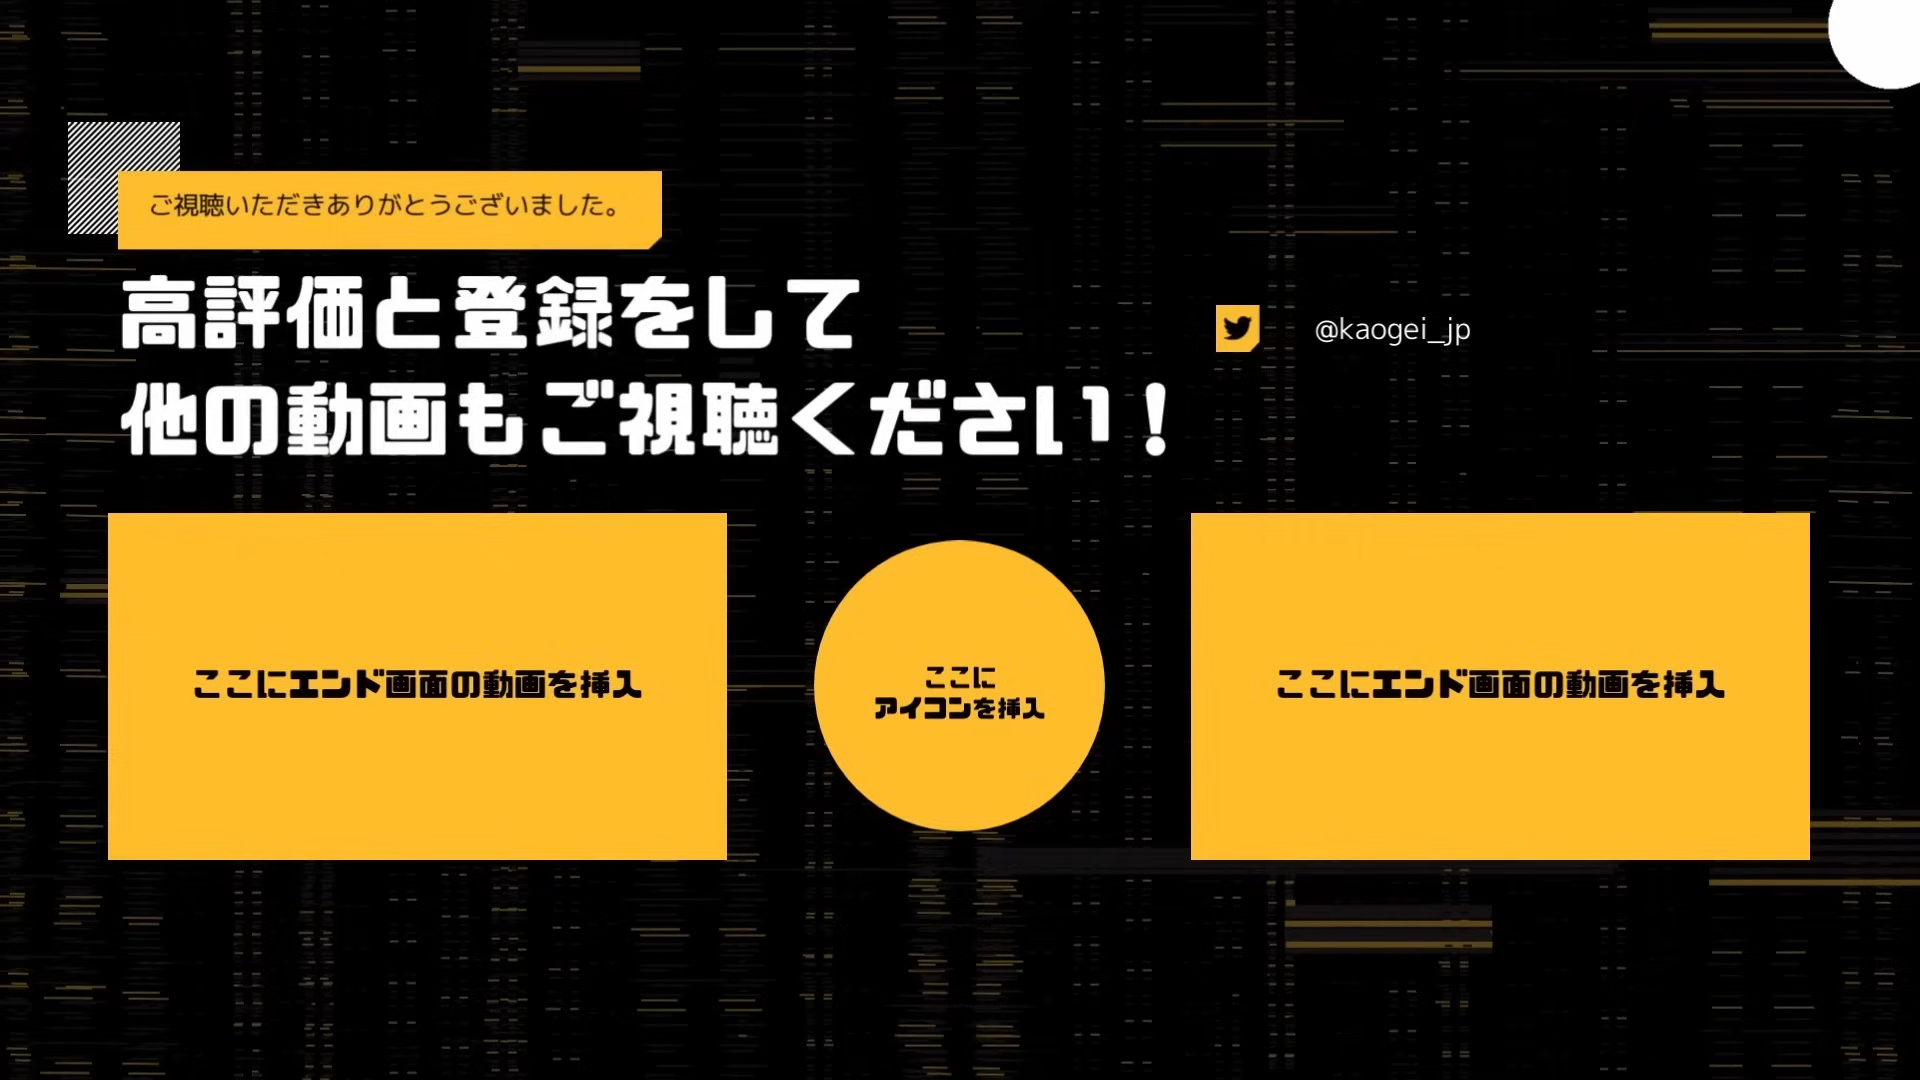 ご視聴いただきありがとうございました。
高評価と登録をして
他の動画もご視聴ください！
@kaogei_jp
ここにエンド画面の動画を挿入
ここに
アイコンを挿入
ここにエンド画面の動画を挿入